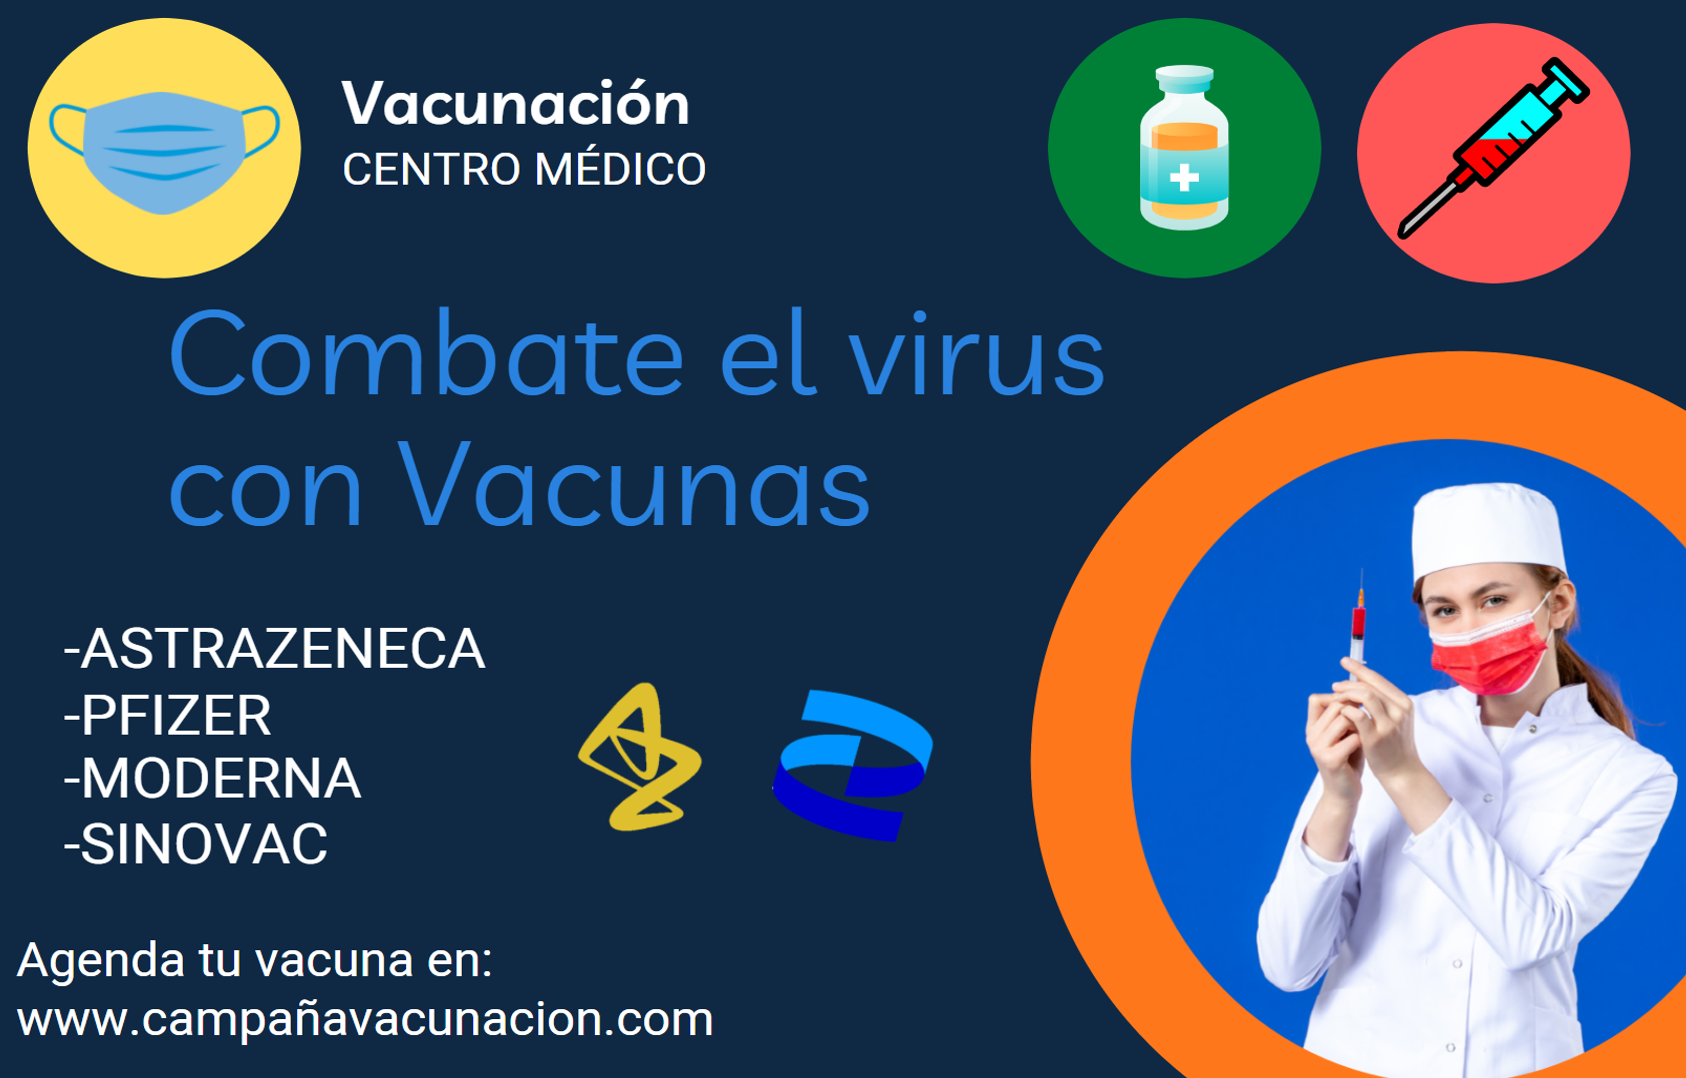 Vacunación
CENTRO MÉDICO
Combate el virus
con Vacunas
-ASTRAZENECA
-PFIZER
-MODERNA
-SINOVAC
Agenda tu vacuna en:
www.campañavacunacion.com